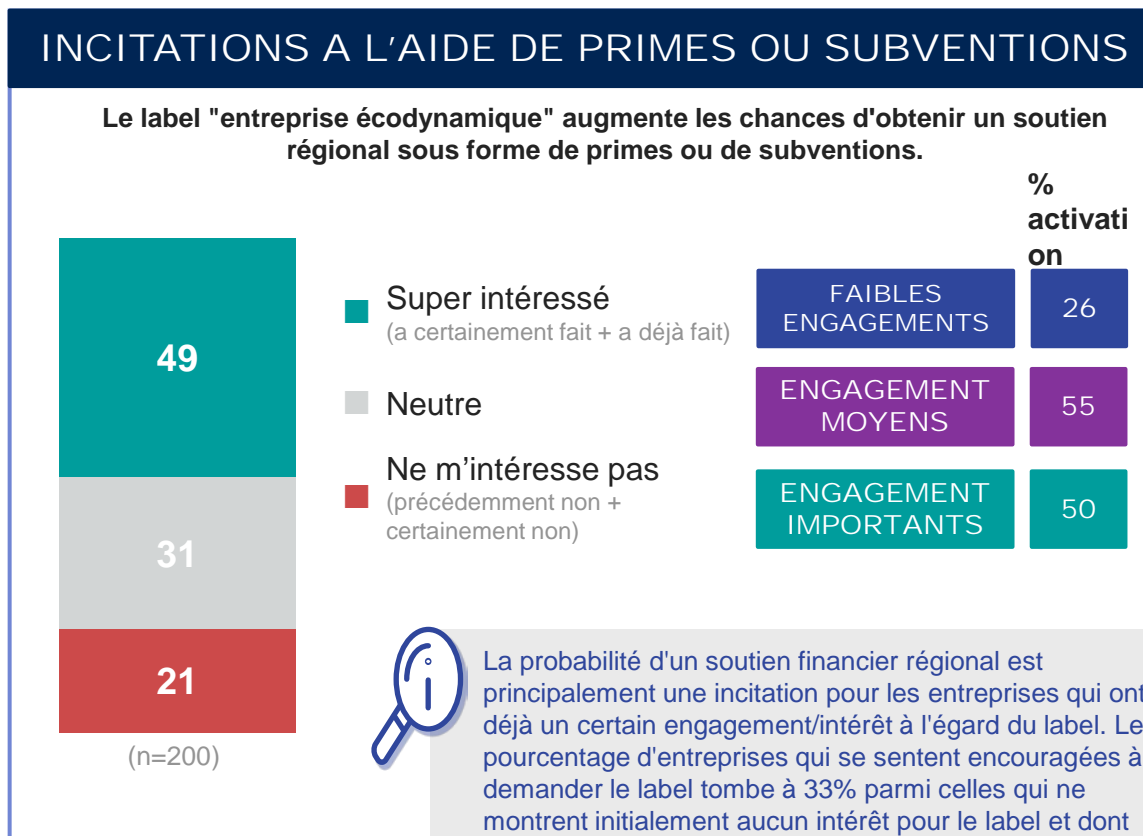 INCITATIONS A L'AIDE DE PRIMES OU SUBVENTIONS
Le label "entreprise écodynamique" augmente les chances d'obtenir un soutien
régional sous forme de primes ou de subventions.
%
activati
on
49
31
21
(n=200)
Super intéressé
(a certainement fait + a déjà fait)
Neutre
Ne m’intéresse pas
(précédemment non +
certainement non)
FAIBLES
ENGAGEMENTS
26
ENGAGEMENT
MOYENS
55
ENGAGEMENT
IMPORTANTS
50
La probabilité d'un soutien financier régional est
principalement une incitation pour les entreprises qui ont
déjà un certain engagement/intérêt à l'égard du label. Le
pourcentage d'entreprises qui se sentent encouragées à
demander le label tombe à 33% parmi celles qui ne
montrent initialement aucun intérêt pour le label et dont